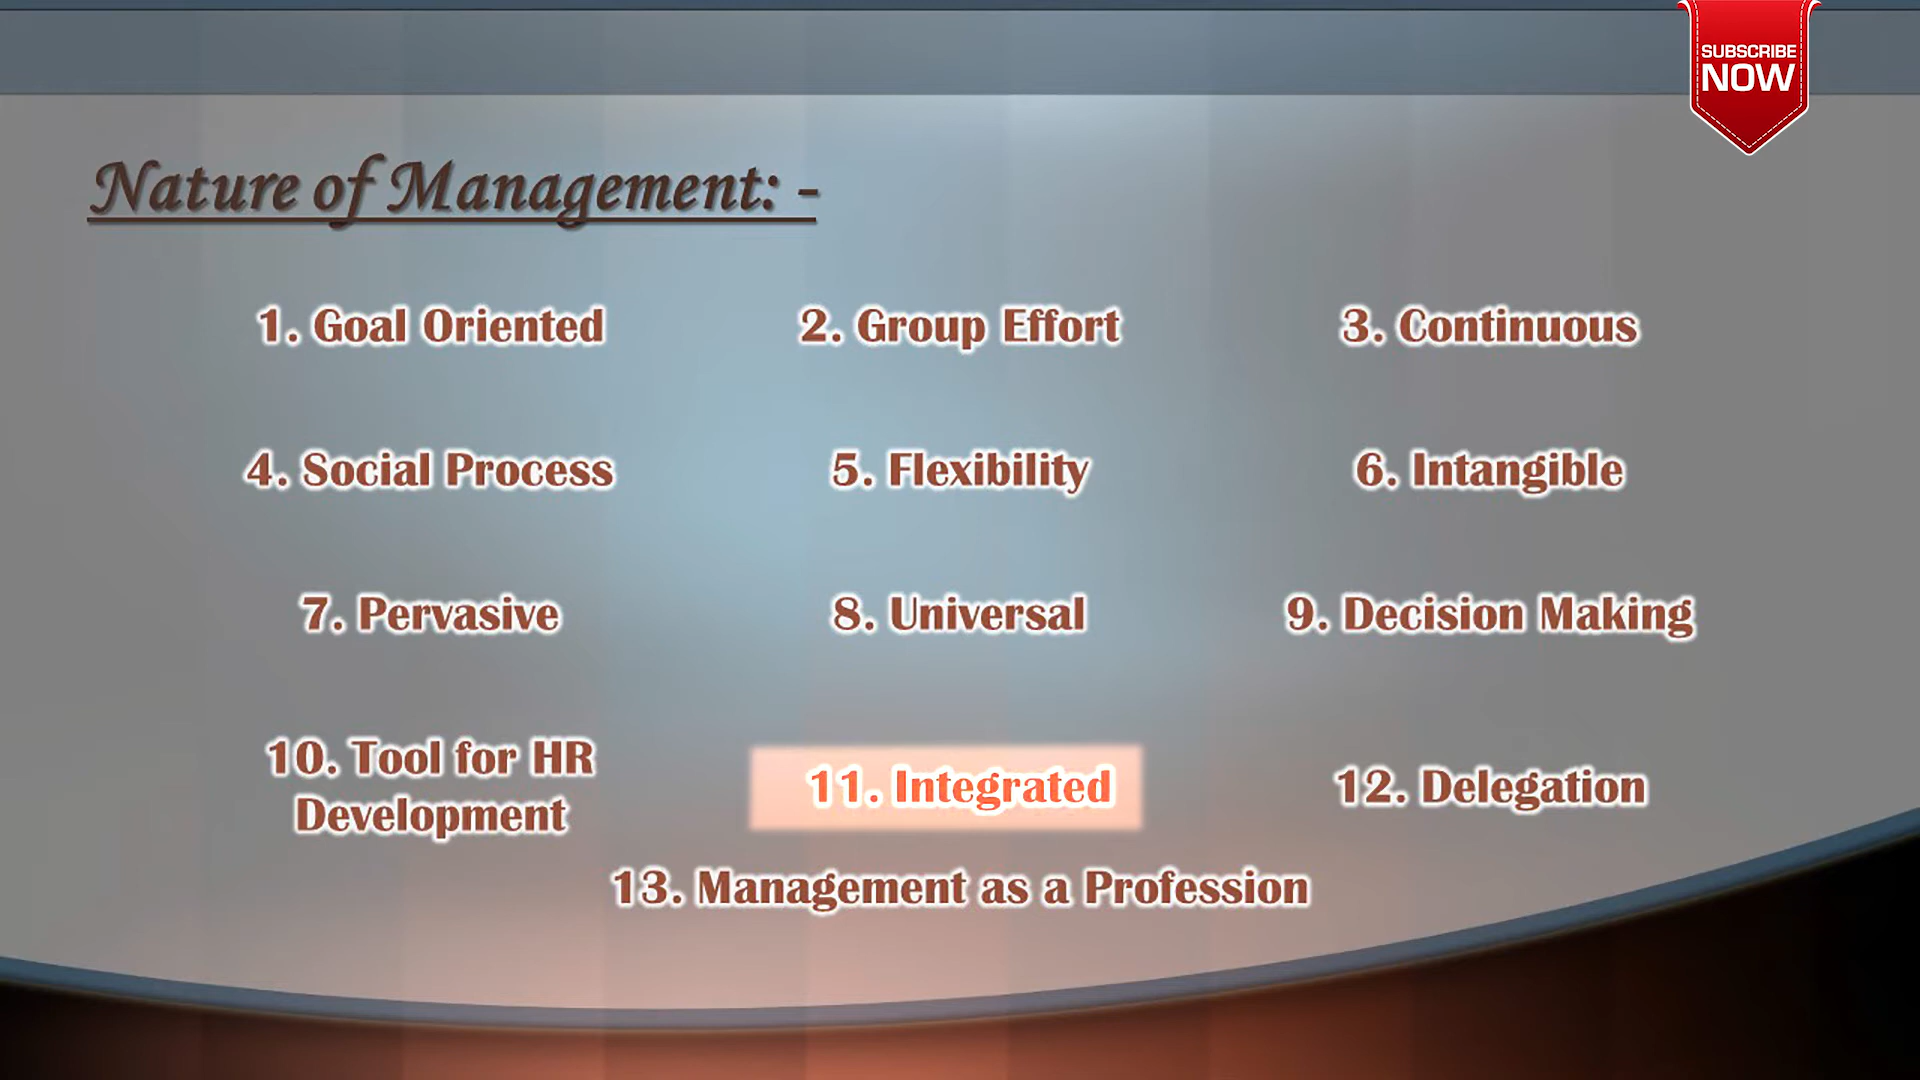 SUBSCRIBE
NOW
Nature of Management: -
1. Goal Oriented
2. Group Effort
3. Continuous
4. Social Process
5. Flexibility
6. Intangible
7. Pervasive
8. Universal
9. Decision Making
10. Tool for HR
Development
11. Integrated
12. Delegation
13. Management as a Profession